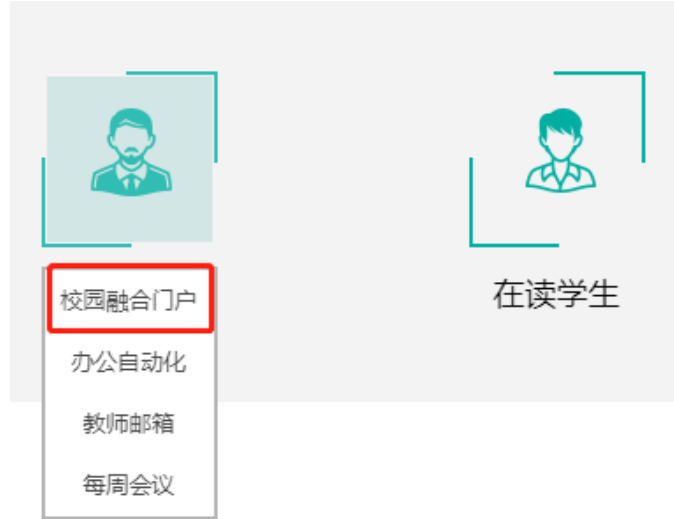 校园融合门户
在读学生
办公自动化
教师邮箱
每周会议